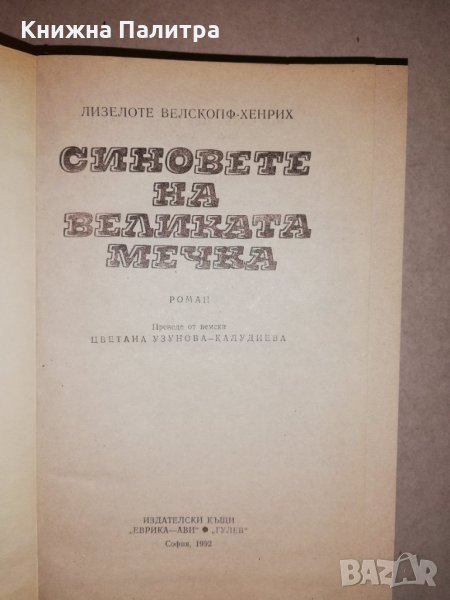 Книжна Палитра
ЛИЗЕЛОТЕ ВЕЛСКОПФ-ХЕНРИХ
СИНОВЕТЕ
НА
ВЕЛИКАТА
МЕЧКА
РОМАН
Преведе от немски
ЦВЕТАНА УЗУНОВА—КАЛУДИЕВА
ИЗДАТЕЛСКИ КЪЩИ
„ЕВРИКА—АВИ" ● „ГУЛЕВ"
София, 1992
BAZAR